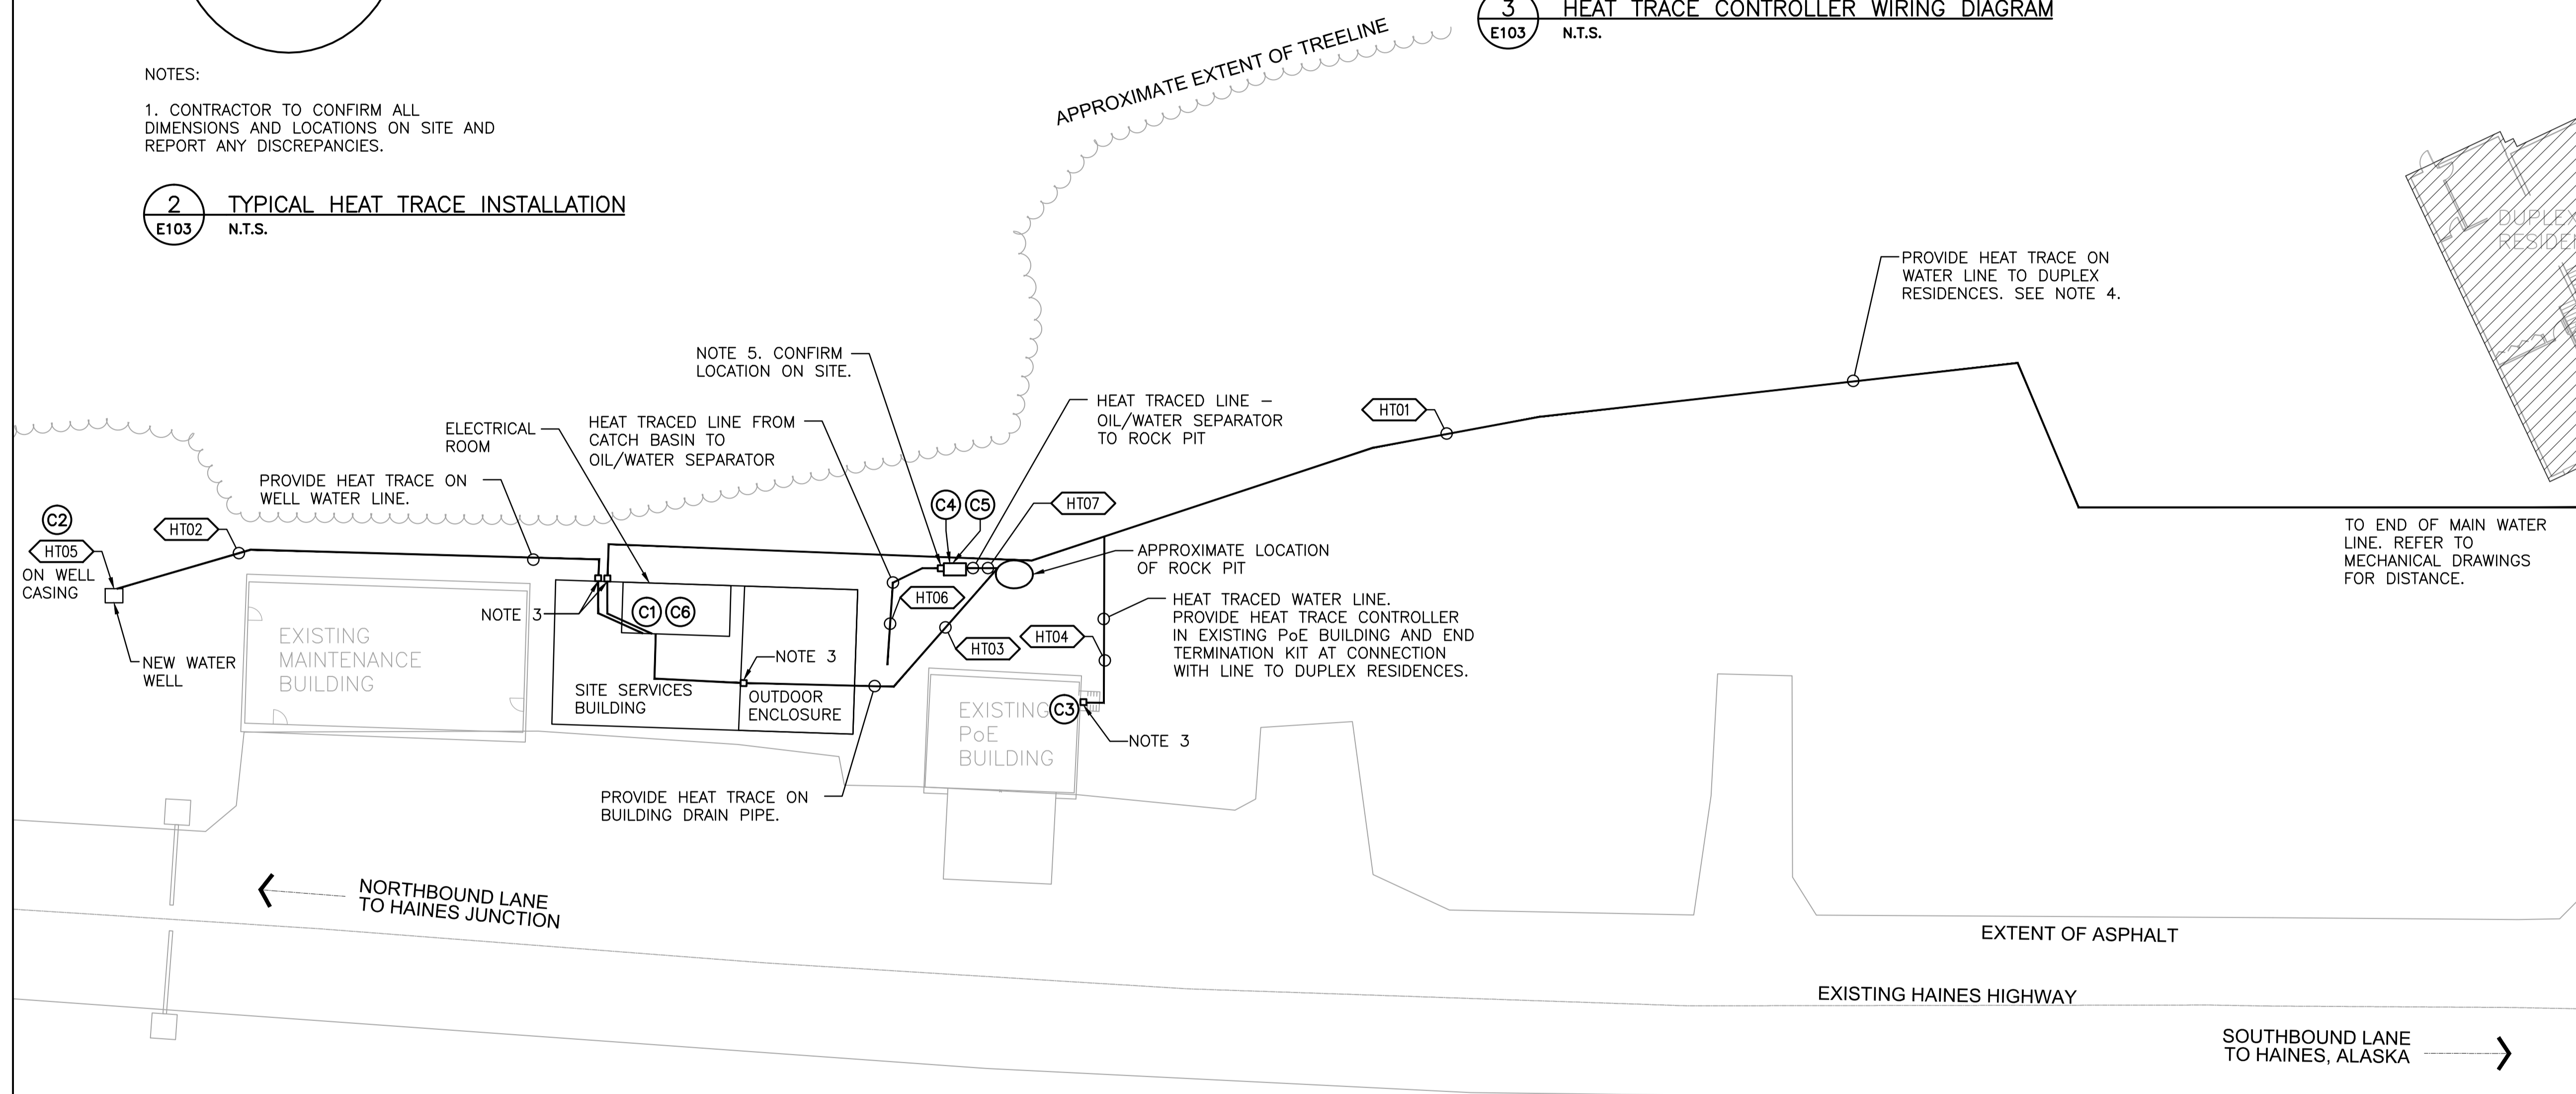 3
E103
HEAT TRACE CONTROLLER WIRING DIAGRAM
N.T.S.
NOTES:
1. CONTRACTOR TO CONFIRM ALL
DIMENSIONS AND LOCATIONS ON SITE AND
REPORT ANY DISCREPANCIES.
2
E103
TYPICAL HEAT TRACE INSTALLATION
N.T.S.
APPROXIMATE EXTENT OF TREELINE
PROVIDE HEAT TRACE ON
WATER LINE TO DUPLEX
RESIDENCES. SEE NOTE 4.
NOTE 5. CONFIRM
LOCATION ON SITE.
HEAT TRACED LINE –
OIL/WATER SEPARATOR
TO ROCK PIT
HT01
ELECTRICAL
ROOM
HEAT TRACED LINE FROM
CATCH BASIN TO
OIL/WATER SEPARATOR
PROVIDE HEAT TRACE ON
WELL WATER LINE.
C2
HT05
ON WELL
CASING
HT02
C4
C5
HT07
APPROXIMATE LOCATION
OF ROCK PIT
TO END OF MAIN WATER
LINE. REFER TO
MECHANICAL DRAWINGS
FOR DISTANCE.
NOTE 3
C1
C6
HT06
HT03
HT04
HEAT TRACED WATER LINE.
PROVIDE HEAT TRACE CONTROLLER
IN EXISTING PoE BUILDING AND END
TERMINATION KIT AT CONNECTION
WITH LINE TO DUPLEX RESIDENCES.
NEW WATER
WELL
EXISTING
MAINTENANCE
BUILDING
NOTE 3
SITE SERVICES
BUILDING
OUTDOOR
ENCLOSURE
EXISTING
PoE
BUILDING
C3
NOTE 3
PROVIDE HEAT TRACE ON
BUILDING DRAIN PIPE.
NORTHBOUND LANE
TO HAINES JUNCTION
EXTENT OF ASPHALT
EXISTING HAINES HIGHWAY
SOUTHBOUND LANE
TO HAINES, ALASKA